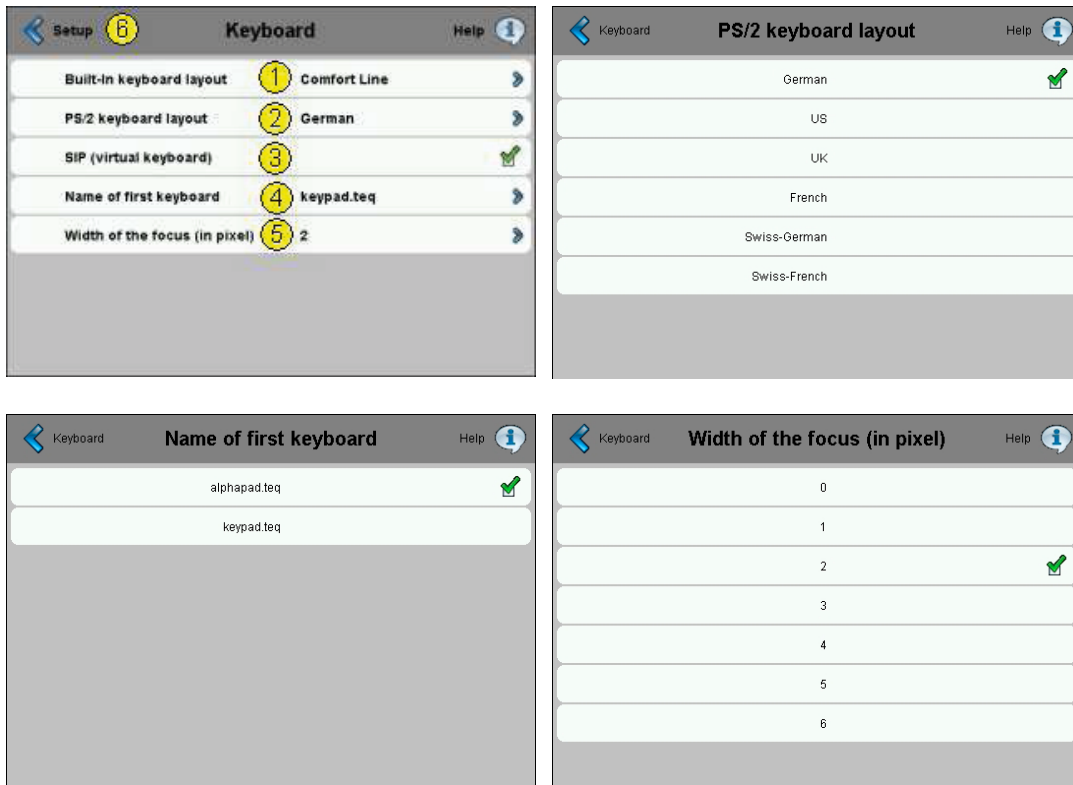 Setup 6 Keyboard Help
Built-In keyboard layout 1 Comfort Line
PS/2 keyboard layout 2 German
SIP (virtual keyboard) 3
Name of first keyboard 4 keypad.teq
Width of the focus (in pixel) 5 2
Keyboard PS/2 keyboard layout Help
German
US
UK
French
Swiss-German
Swiss-French
Keyboard Name of first keyboard Help
alphapad.teq
keypad.teq
Keyboard Width of the focus (in pixel) Help
0
1
2
3
4
5
6